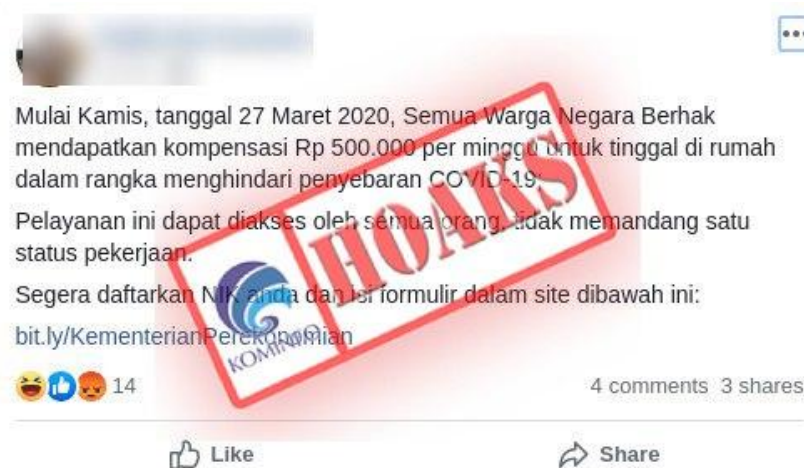 Mulai Kamis, tanggal 27 Maret 2020, Semua Warga Negara Berhak
mendapatkan kompensasi Rp 500.000 per minggu untuk tinggal di rumah
dalam rangka menghindari penyebaran COVID-19.
Pelayanan ini dapat diakses oleh semua orang, tidak memandang satu
status pekerjaan.
Segera daftarkan NIK anda dan isi formulir dalam site dibawah ini:
bit.ly/KementerianPerekonimian
HOAKS
KOMINFO
14
4 comments 3 shares
Like
Share